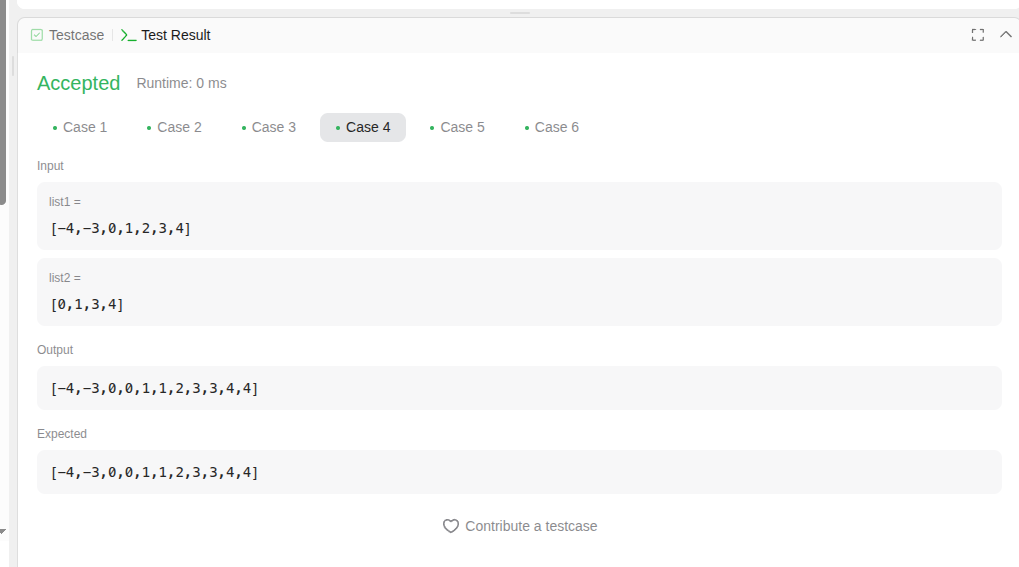 Testcase Test Result
Accepted Runtime: 0 ms
Case 1 Case 2 Case 3 Case 4 Case 5 Case 6
Input
list1 =
[−4,−3,0,1,2,3,4]
list2 =
[0,1,3,4]
Output
[−4,−3,0,0,1,1,2,3,3,4,4]
Expected
[−4,−3,0,0,1,1,2,3,3,4,4]
Contribute a testcase